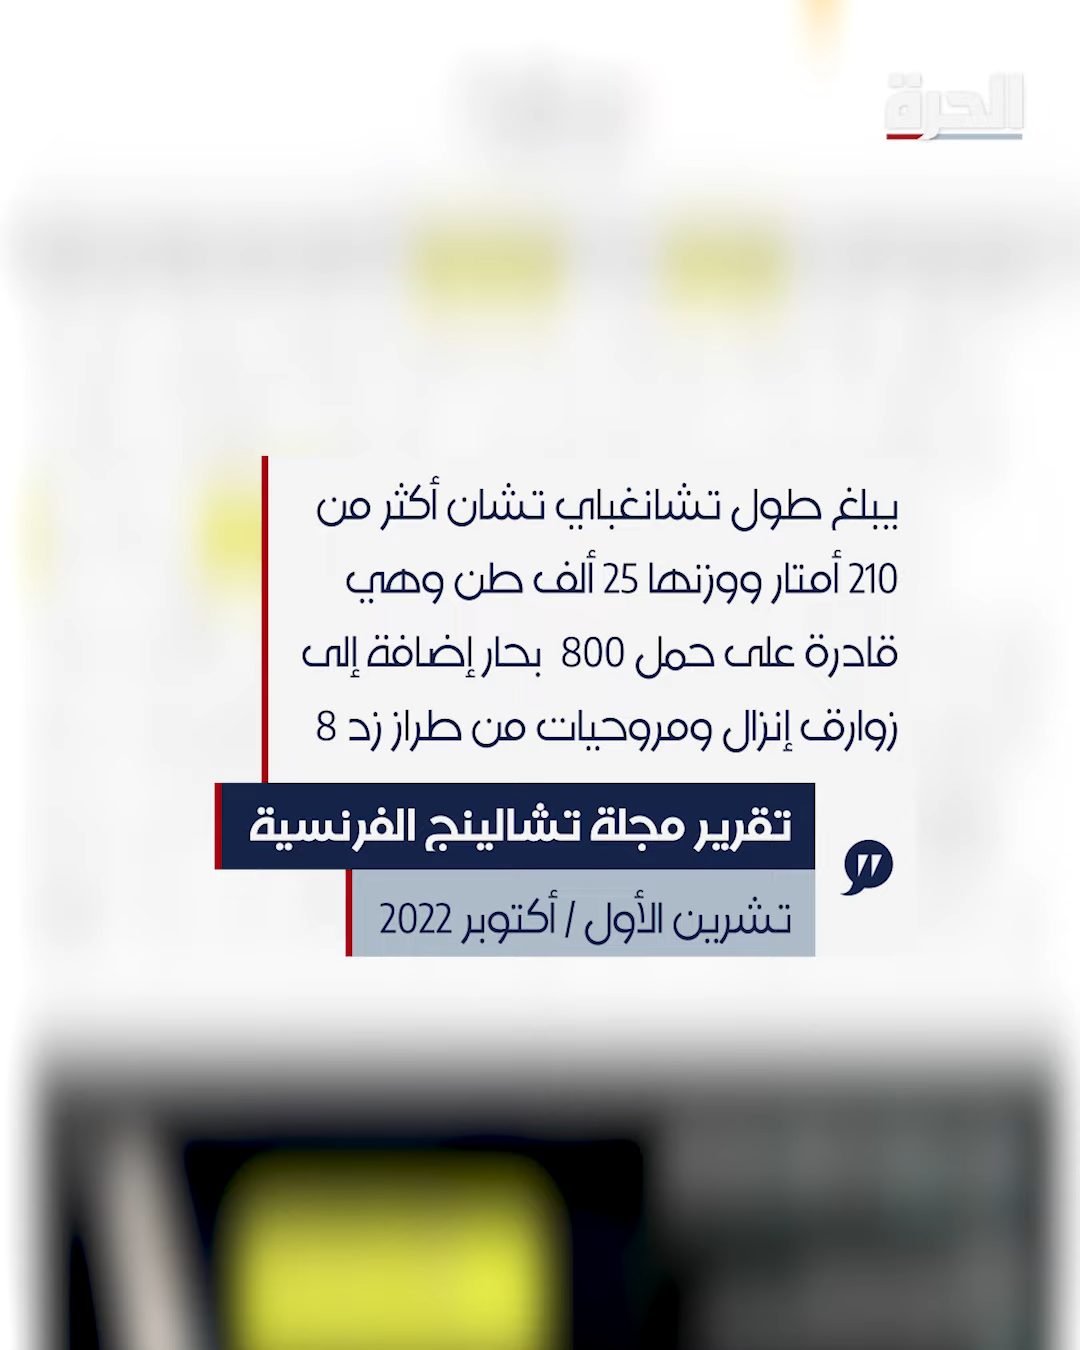 الحرة
يبلغ طول تشانغباي تشان أكثر من
210 أمتار ووزنها 25 ألف طن وهي
قادرة على حمل 800 بحار إضافة إلى
زوارق إنزال ومروحيات من طراز زد 8
تقرير مجلة تشالينج الفرنسية
تشرين الأول / أكتوبر 2022